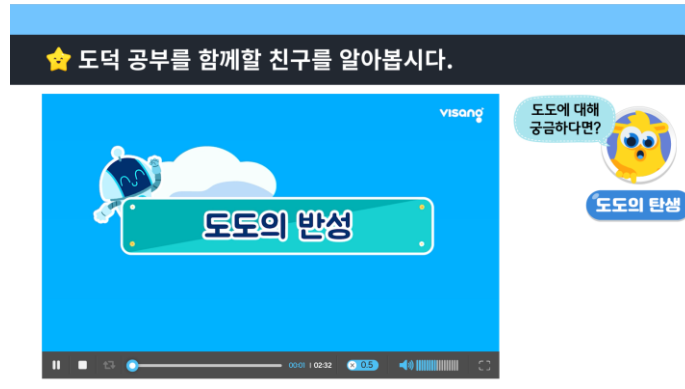 도덕 공부를 함께할 친구를 알아봅시다.
visang
도도의 반성
도도에 대해
궁금하다면?
도도의 탄생
00:01 | 02:32
× 0.5